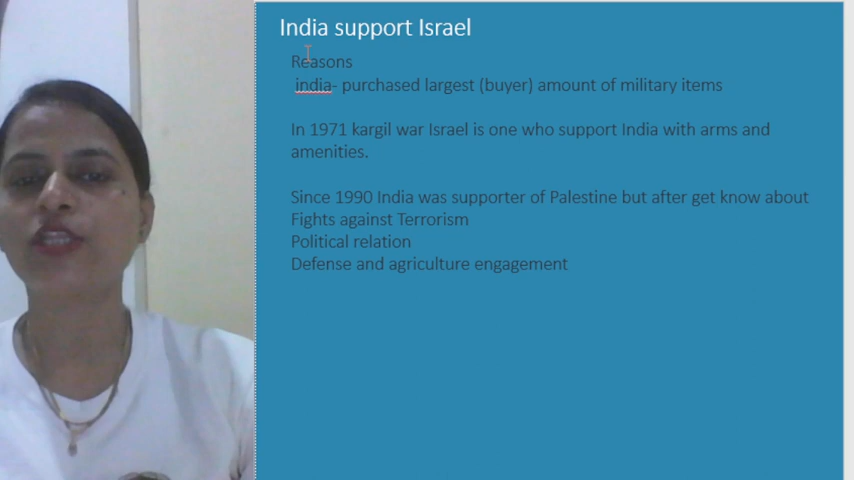 India support Israel
Reasons
india- purchased largest (buyer) amount of military items
In 1971 kargil war Israel is one who support India with arms and
amenities.
Since 1990 India was supporter of Palestine but after get know about
Fights against Terrorism
Political relation
Defense and agriculture engagement